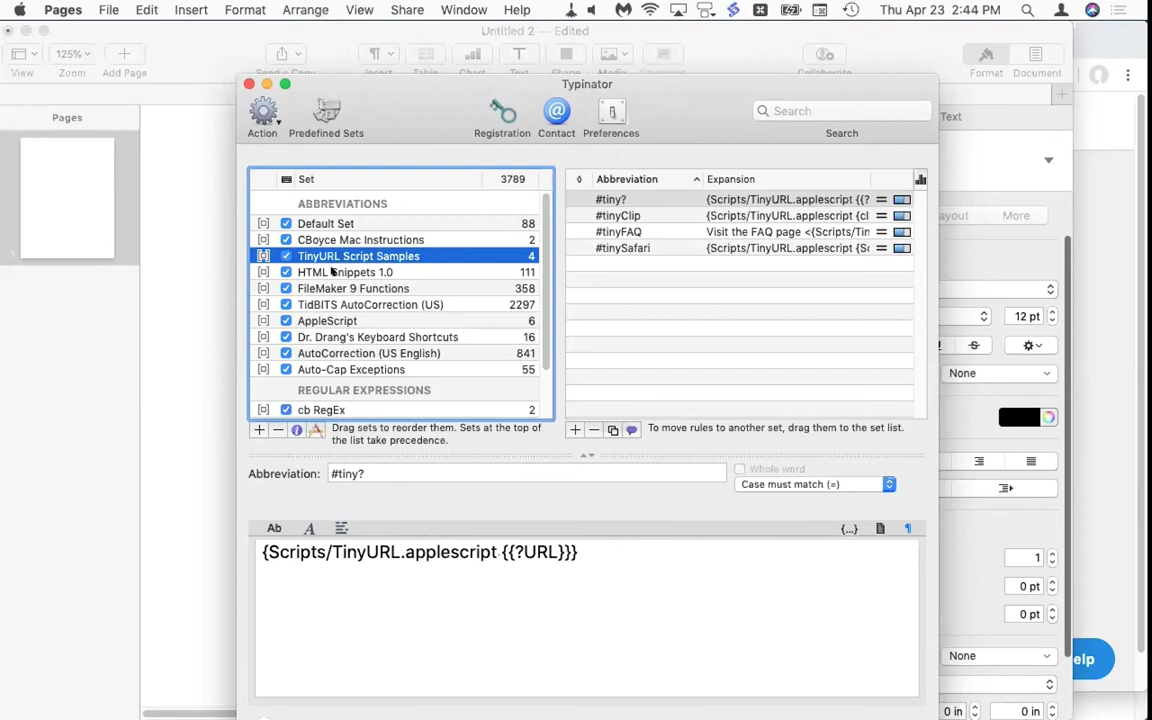 Pages File Edit Insert Format Arrange View Share Window Help Thu Apr 23 2:44 PM
Untitled 2 — Edited
125%
View Zoom Add Page Collaborate Format Document
Pages
Typinator
Action Predefined Sets Registration Contact Preferences
Search
Search
Text
Set 3789
ABBREVIATIONS
Default Set 88
CBoyce Mac Instructions 2
TinyURL Script Samples 4
HTML Snippets 1.0 111
FileMaker 9 Functions 358
TidBITS AutoCorrection (US) 2297
AppleScript 6
Dr. Drang's Keyboard Shortcuts 16
AutoCorrection (US English) 841
Auto-Cap Exceptions 55
REGULAR EXPRESSIONS
cb RegEx 2
Abbreviation Expansion
#tiny? {Scripts/TinyURL.applescript {{? =
#tinyClip {Scripts/TinyURL.applescript {cl =
#tinyFAQ Visit the FAQ page <{Scripts/Tin =
#tinySafari {Scripts/TinyURL.applescript {Sc =
ayout More
12 pt
None
Drag sets to reorder them. Sets at the top of
the list take precedence.
To move rules to another set, drag them to the set list.
Abbreviation: #tiny?
Whole word
Case must match (=)
Ab A {...} ¶
{Scripts/TinyURL.applescript {{?URL}}}
1
0 pt
0 pt
None
elp
0 in 0 in